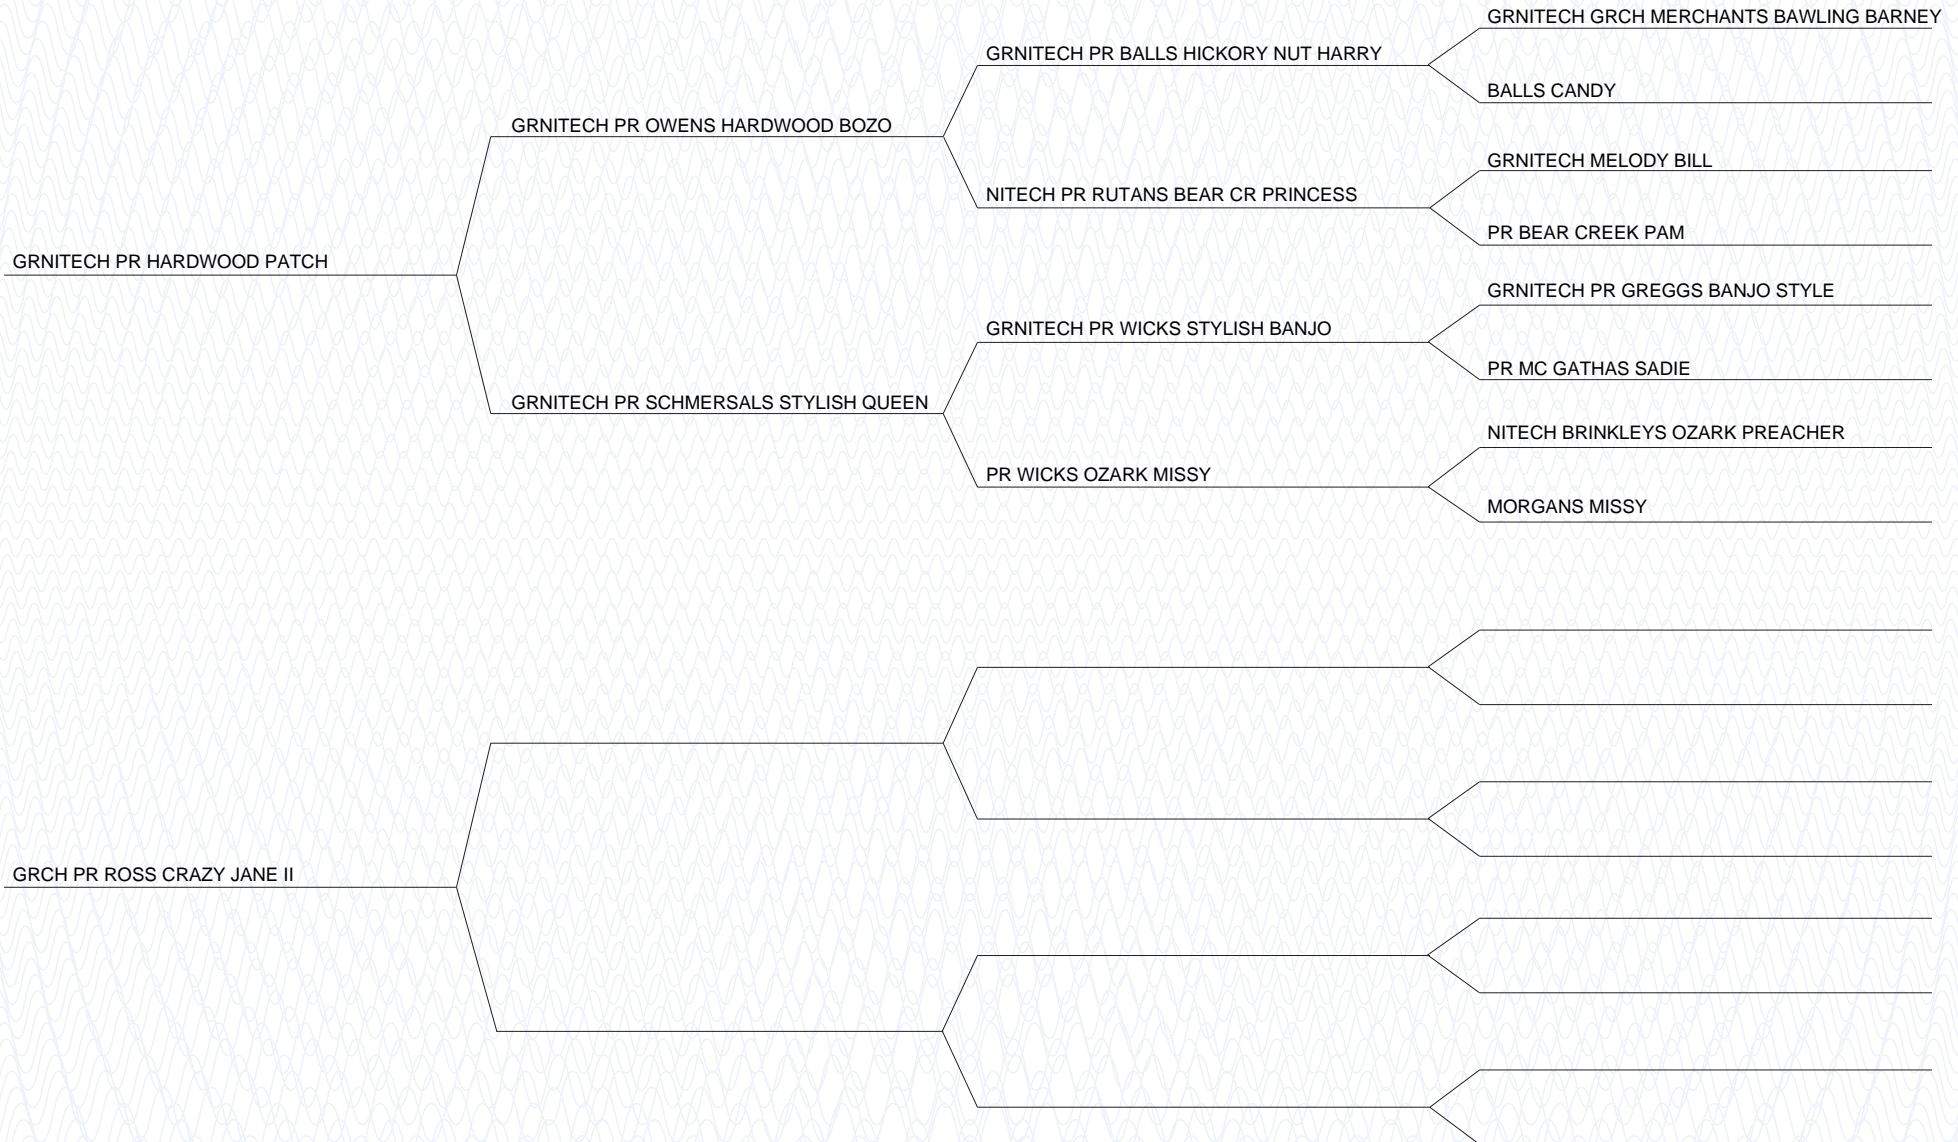 GRNITECH GRCH MERCHANTS BAWLING BARNEY
GRNITECH PR BALLS HICKORY NUT HARRY
BALLS CANDY
GRNITECH PR OWENS HARDWOOD BOZO
GRNITECH MELODY BILL
NITECH PR RUTANS BEAR CR PRINCESS
PR BEAR CREEK PAM
GRNITECH PR HARDWOOD PATCH
GRNITECH PR GREGGS BANJO STYLE
GRNITECH PR WICKS STYLISH BANJO
PR MC GATHAS SADIE
GRNITECH PR SCHMERSALS STYLISH QUEEN
NITECH BRINKLEYS OZARK PREACHER
PR WICKS OZARK MISSY
MORGANS MISSY
GRCH PR ROSS CRAZY JANE II